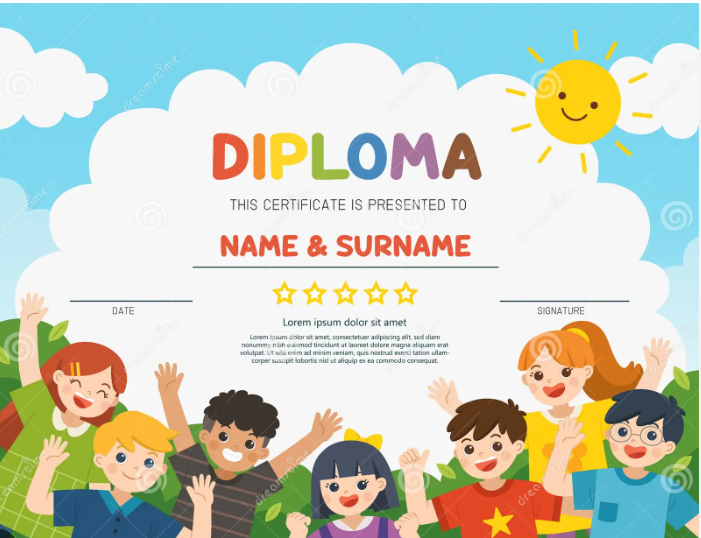 DIPLOMA
THIS CERTIFICATE IS PRESENTED TO
NAME & SURNAME
DATE
SIGNATURE
Lorem ipsum dolor sit amet
Lorem ipsum dolor sit amet, consectetuer adipiscing elit, sed diam
nonummy nibh euismod tincidunt ut laoreet dolore magna aliquam erat
volutpat. Ut wisi enim ad minim veniam, quis nostrud exerci tation
ullamcorper suscipit lobortis nisl ut aliquip ex ea commodo consequat.
dreamstime